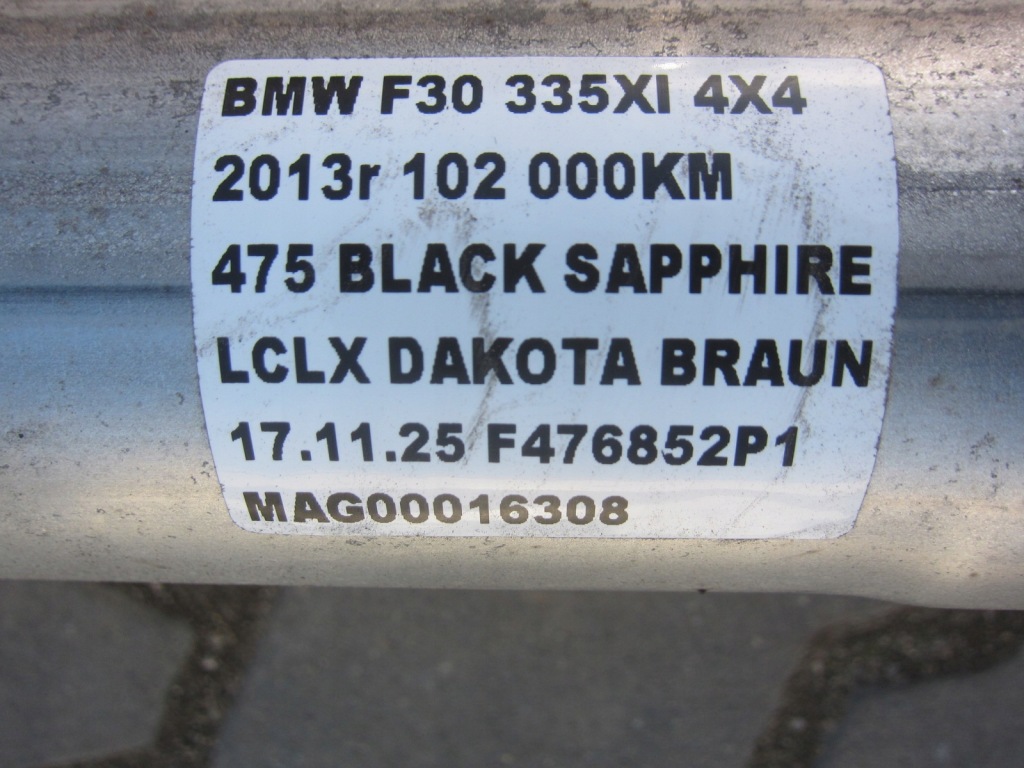 BMW F30 335XI 4X4
2013r 102 000KM
475 BLACK SAPPHIRE
LCLX DAKOTA BRAUN
17.11.25 F476852P1
MAG00016308